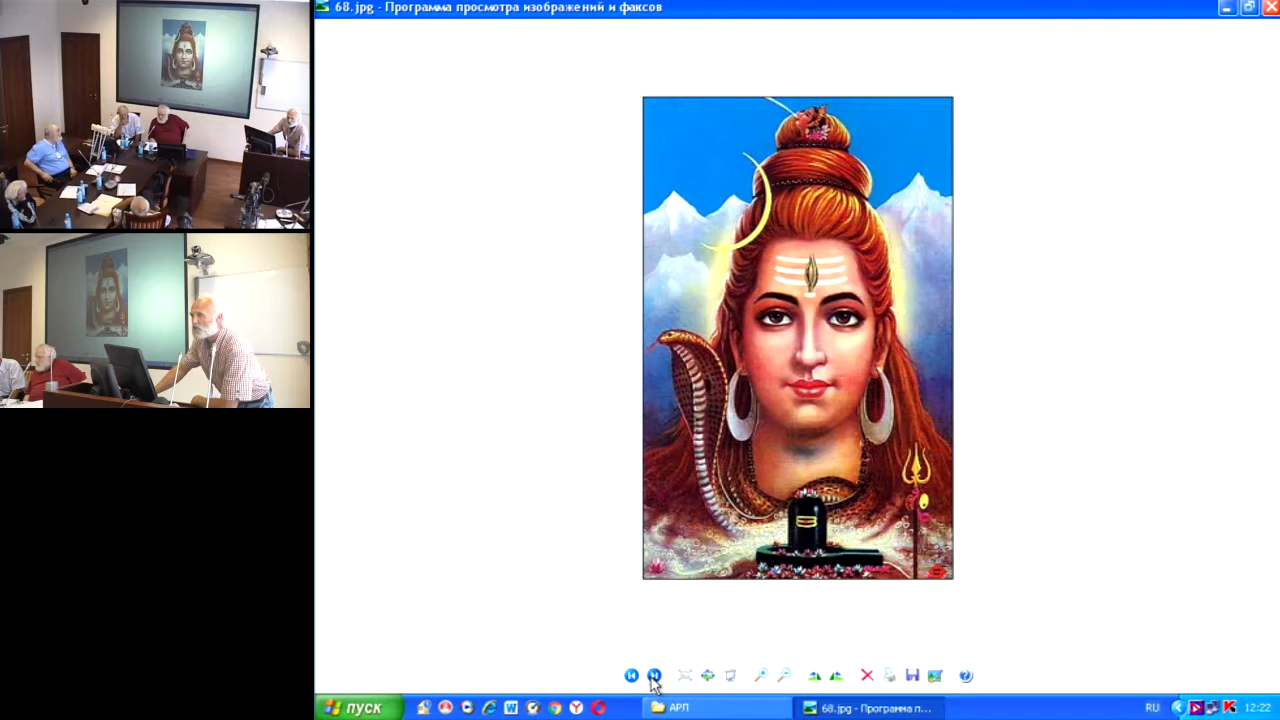 68.jpg - Программа просмотра изображений и факсов
пуск
АРП
68.jpg - Программа п...
RU
12:22